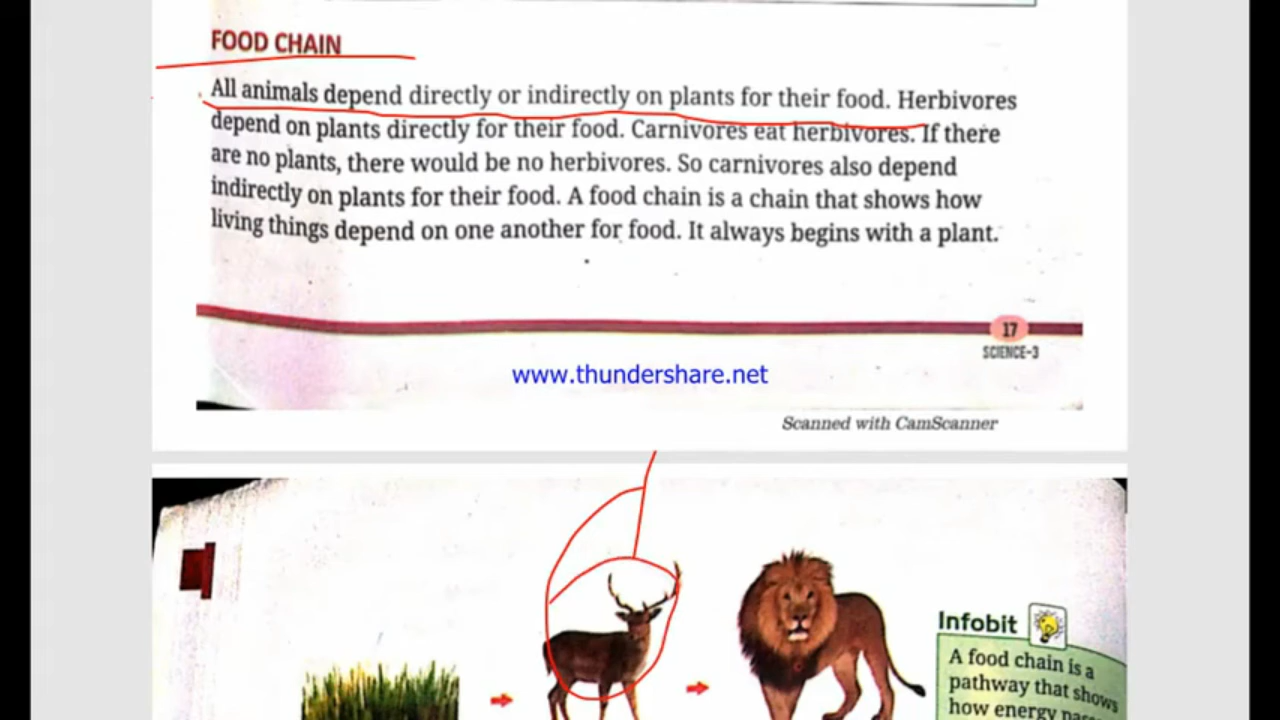 FOOD CHAIN
All animals depend directly or indirectly on plants for their food. Herbivores
depend on plants directly for their food. Carnivores eat herbivores. If there
are no plants, there would be no herbivores. So carnivores also depend
indirectly on plants for their food. A food chain is a chain that shows how
living things depend on one another for food. It always begins with a plant.
17
SCIENCE-3
www.thundershare.net
Scanned with CamScanner
Infobit
A food chain is a
pathway that shows
how energy